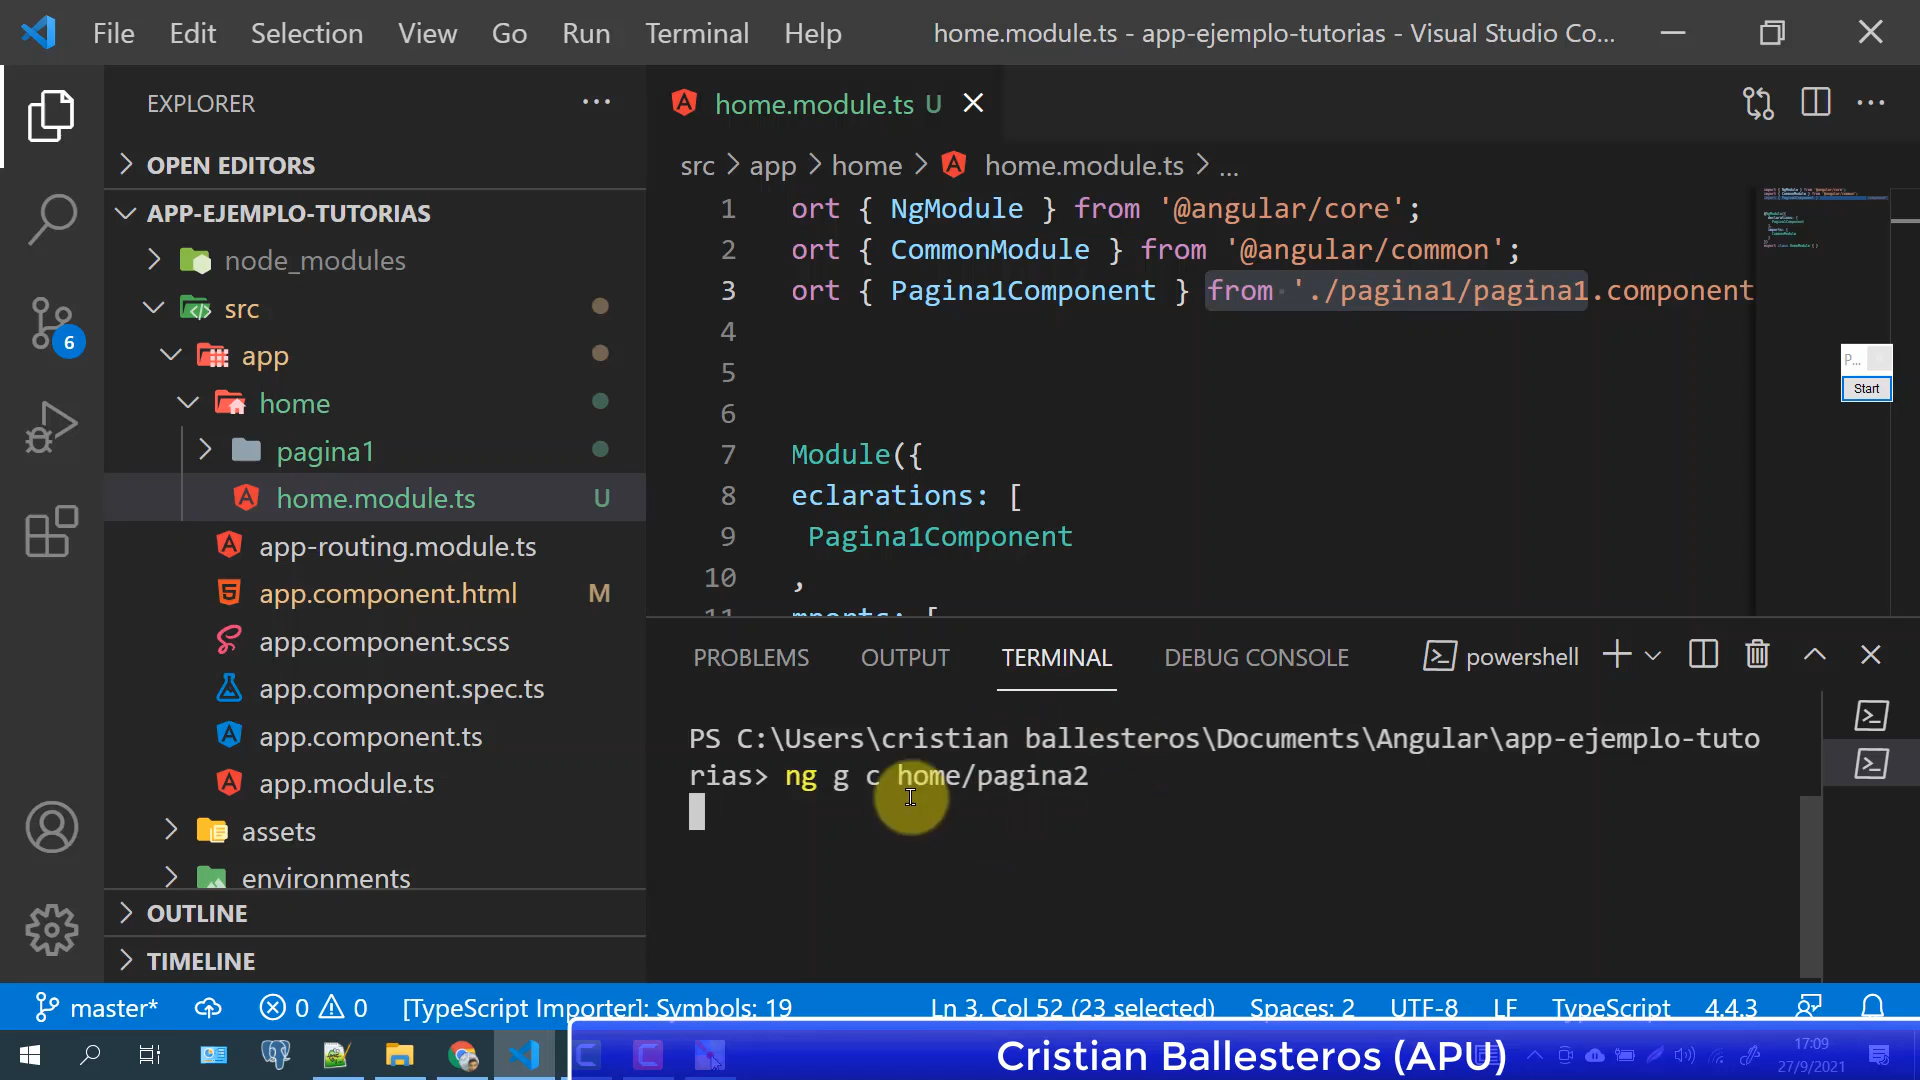 File Edit Selection View Go Run Terminal Help home.module.ts - app-ejemplo-tutorias - Visual Studio Co...
EXPLORER
OPEN EDITORS
APP-EJEMPLO-TUTORIAS
node_modules
src
app
home
pagina1
home.module.ts U
app-routing.module.ts
app.component.html M
app.component.scss
app.component.spec.ts
app.component.ts
app.module.ts
assets
environments
OUTLINE
TIMELINE
6
home.module.ts U
src > app > home > home.module.ts > ...
1 ort { NgModule } from '@angular/core';
2 ort { CommonModule } from '@angular/common';
3 ort { Pagina1Component } from './pagina1/pagina1.component
4
5
6
7 Module({
8 eclarations: [
9 Pagina1Component
10 ,
11 mports: [
P...
Start
PROBLEMS OUTPUT TERMINAL DEBUG CONSOLE powershell
PS C:\Users\cristian ballesteros\Documents\Angular\app-ejemplo-tuto
rias> ng g c home/pagina2
master* 0 0 [TypeScript Importer]: Symbols: 19 Ln 3, Col 52 (23 selected) Spaces: 2 UTF-8 LF TypeScript 4.4.3
Cristian Ballesteros (APU)
17:09
27/9/2021